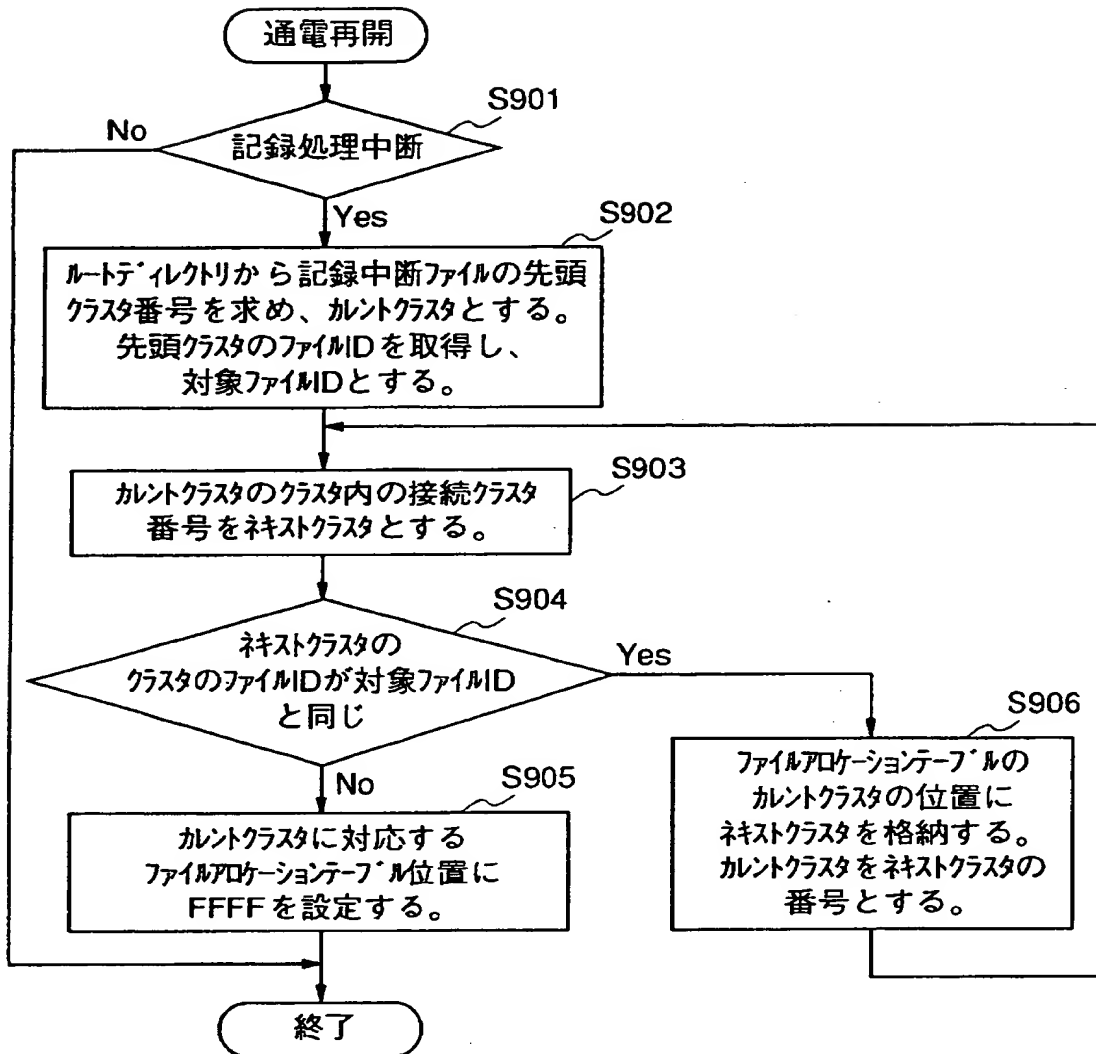 通電再開
S901
No
記録処理中断
Yes
S902
ルートディレクトリから記録中断ファイルの先頭
クラスタ番号を求め、カレントクラスタとする。
先頭クラスタのファイルIDを取得し、
対象ファイルIDとする。
S903
カレントクラスタのクラスタ内の接続クラスタ
番号をネキストクラスタとする。
S904
ネキストクラスタの
クラスタのファイルIDが対象ファイルID
と同じ
Yes
No
S905
カレントクラスタに対応する
ファイルアロケーションテーブル位置に
FFFFを設定する。
S906
ファイルアロケーションテーブルの
カレントクラスタの位置に
ネキストクラスタを格納する。
カレントクラスタをネキストクラスタの
番号とする。
終了